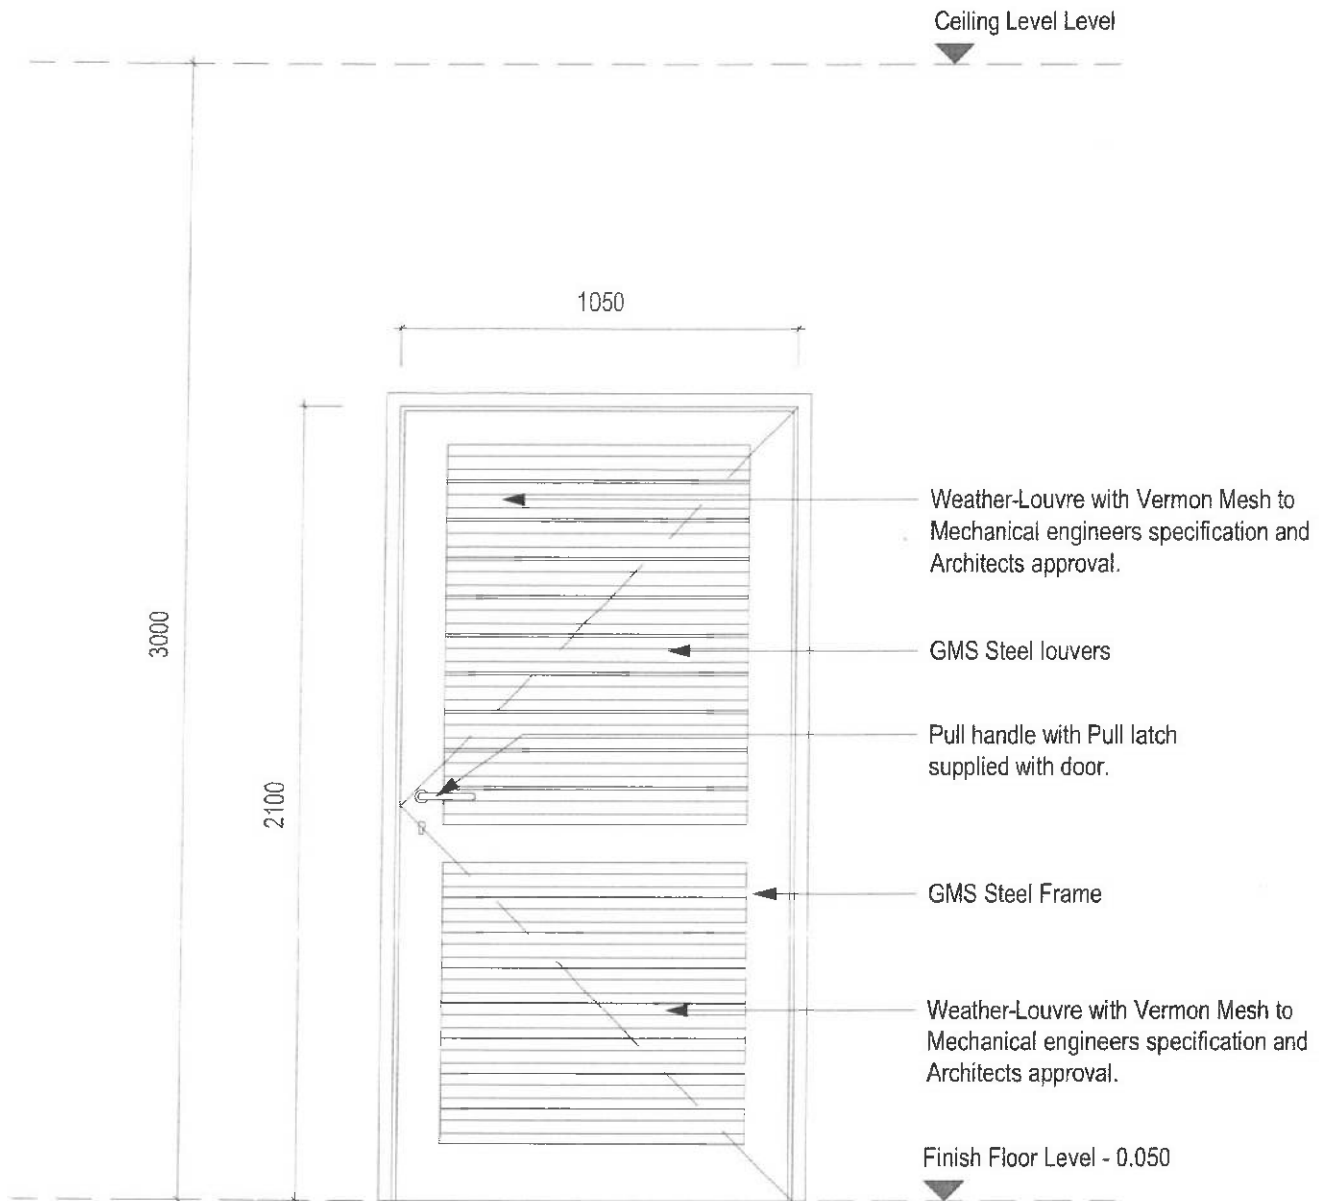 Ceiling Level Level
1050
Weather-Louvre with Vermon Mesh to
Mechanical engineers specification and
Architects approval.
3000
GMS Steel louvers
Pull handle with Pull latch
supplied with door.
2100
GMS Steel Frame
Weather-Louvre with Vermon Mesh to
Mechanical engineers specification and
Architects approval.
Finish Floor Level - 0.050